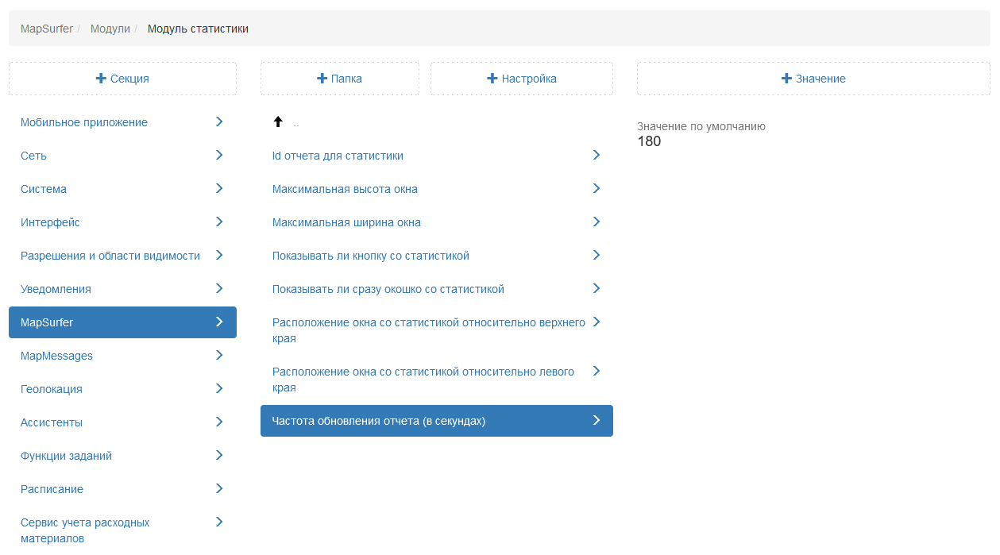 MapSurfer / Модули / Модуль статистики
Секция
Папка
Настройка
Значение
Мобильное приложение
Сеть
Система
Интерфейс
Разрешения и области видимости
Уведомления
MapSurfer
MapMessages
Геолокация
Ассистенты
Функции заданий
Расписание
Сервис учета расходных
материалов
..
Id отчета для статистики
Максимальная высота окна
Максимальная ширина окна
Показывать ли кнопку со статистикой
Показывать ли сразу окошко со статистикой
Расположение окна со статистикой относительно верхнего
края
Расположение окна со статистикой относительно левого
края
Частота обновления отчета (в секундах)
Значение по умолчанию
180